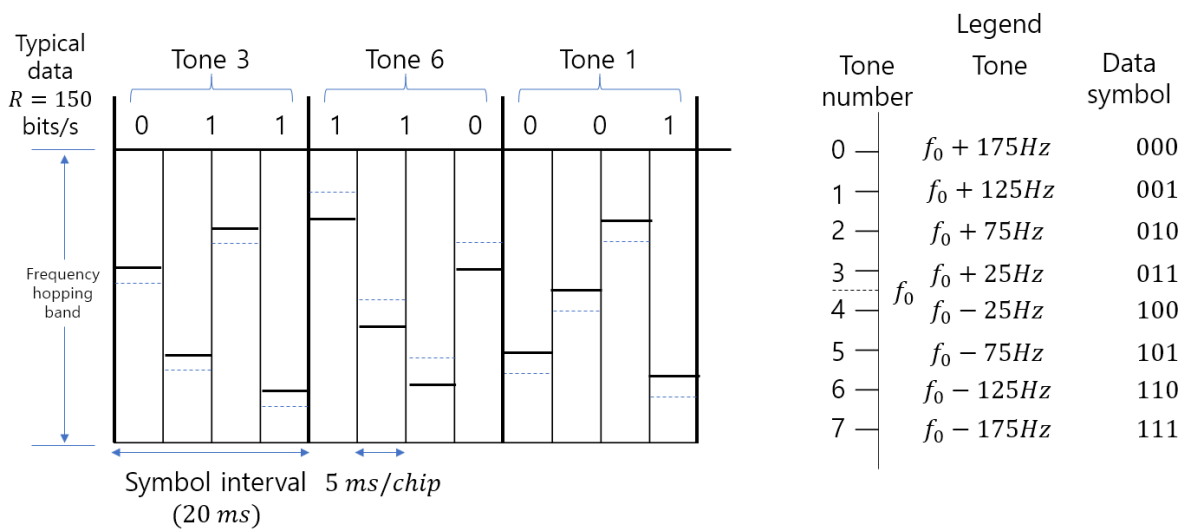 Typical
data
R = 150
bits/s
Tone 3
Tone 6
Tone 1
0 1 1 1 1 0 0 0 1
Frequency
hopping
band
Symbol interval
(20 ms)
5 ms/chip
Legend
Tone
number
Tone
Data
symbol
0 f₀ + 175Hz 000
1 f₀ + 125Hz 001
2 f₀ + 75Hz 010
3 f₀ + 25Hz 011
f₀
4 f₀ − 25Hz 100
5 f₀ − 75Hz 101
6 f₀ − 125Hz 110
7 f₀ − 175Hz 111